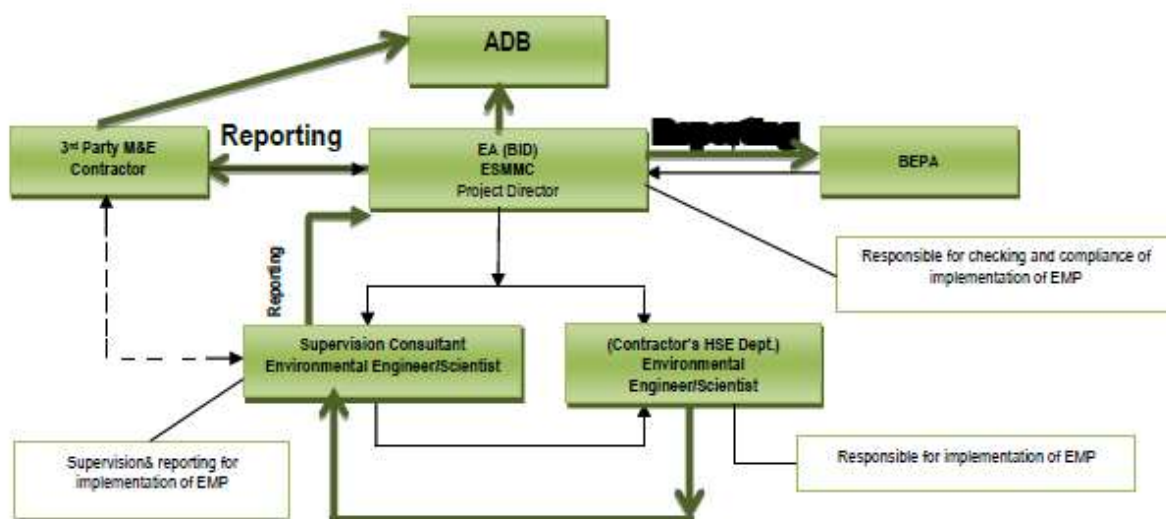 ADB
Reporting
Reporting
3rd Party M&E
Contractor
EA (BID)
ESMMC
Project Director
BEPA
Reporting
Responsible for checking and compliance of
implementation of EMP
Supervision Consultant
Environmental Engineer/Scientist
(Contractor's HSE Dept.)
Environmental
Engineer/Scientist
Supervision& reporting for
implementation of EMP
Responsible for implementation of EMP